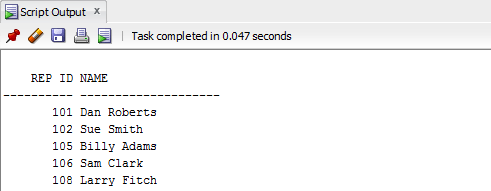 Script Output x
Task completed in 0.047 seconds
REP ID NAME
---------- --------------------
101 Dan Roberts
102 Sue Smith
105 Billy Adams
106 Sam Clark
108 Larry Fitch